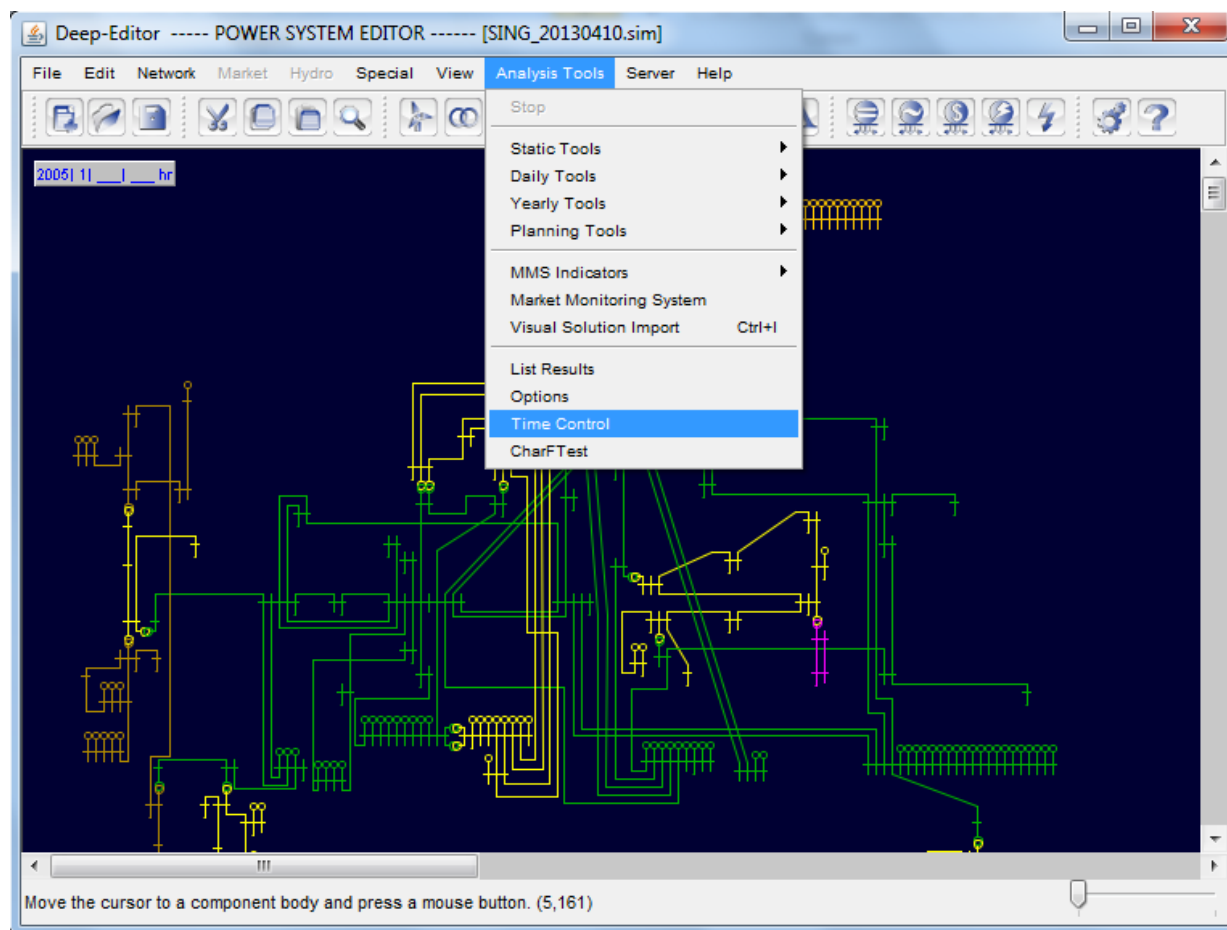 Deep-Editor ----- POWER SYSTEM EDITOR ------ [SING_20130410.sim]
File Edit Network Market Hydro Special View Analysis Tools Server Help
Stop
2005| 1| ___| ___ hr
Static Tools
Daily Tools
Yearly Tools
Planning Tools
MMS Indicators
Market Monitoring System
Visual Solution Import Ctrl+I
List Results
Options
Time Control
CharFTest
Move the cursor to a component body and press a mouse button. (5,161)